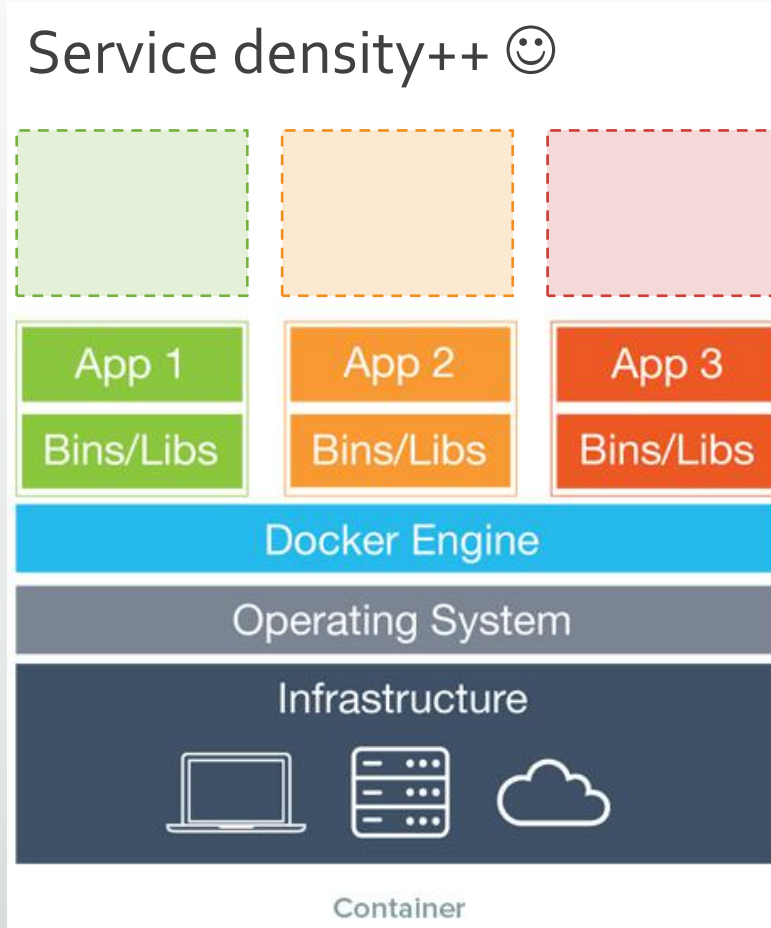 Service density++ ☺
App 1 App 2 App 3
Bins/Libs Bins/Libs Bins/Libs
Docker Engine
Operating System
Infrastructure
Container